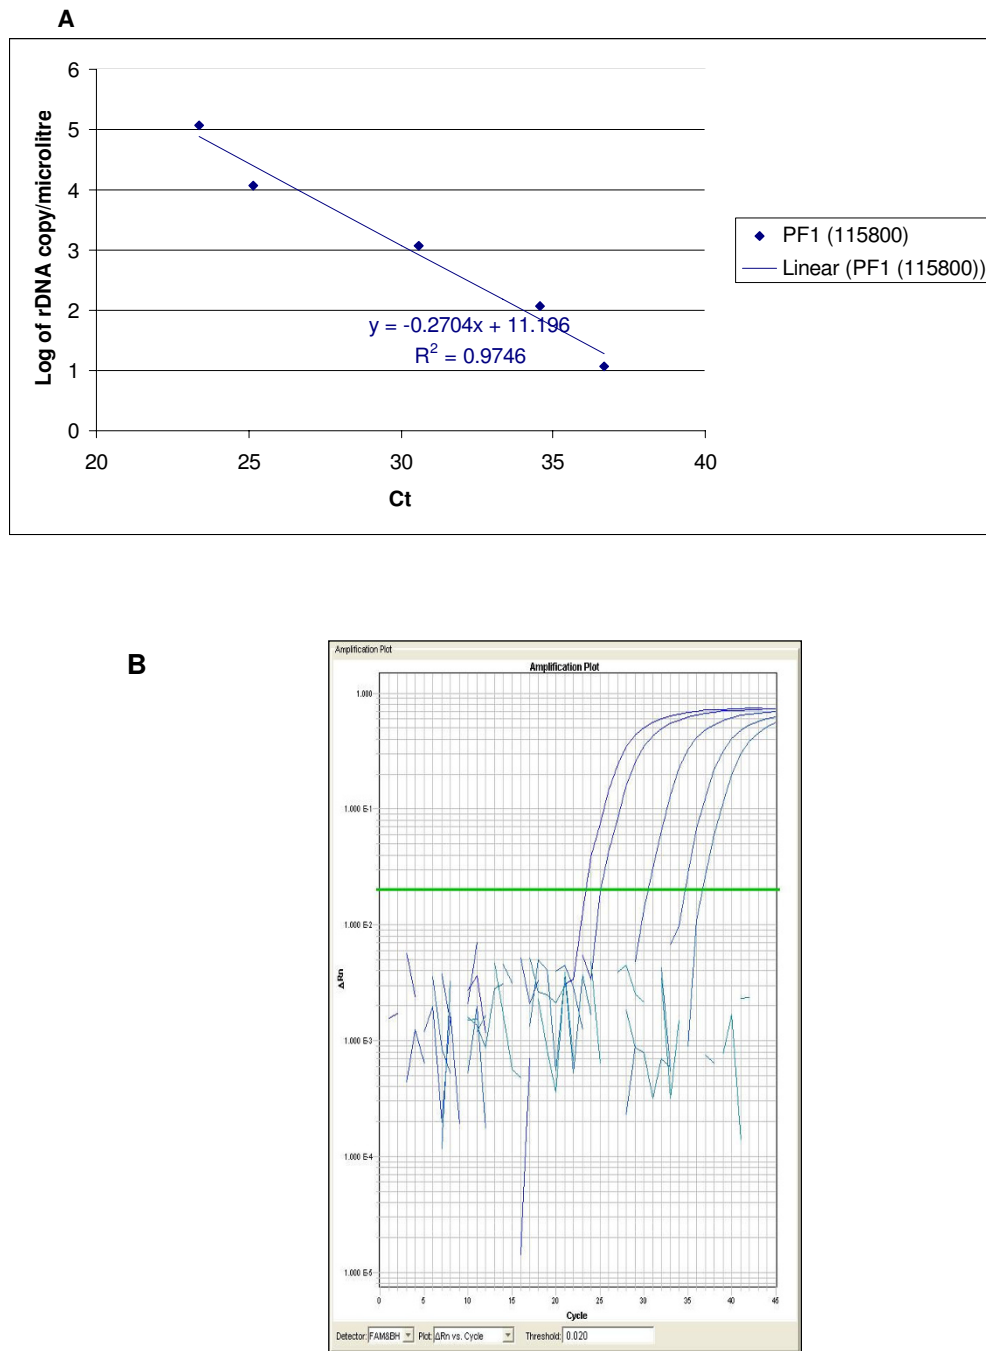 A
Log of rDNA copy/microlitre
6
5
4
3
2
1
0
y = -0.2704x + 11.196
R² = 0.9746
20 25 30 35 40
Ct
PF1 (115800)
Linear (PF1 (115800))
B
Amplification Plot
Amplification Plot
ΔRn
1.000
1.000 E-1
1.000 E-2
1.000 E-3
1.000 E-4
1.000 E-5
0 5 10 15 20 25 30 35 40 45
Cycle
Detector: FAM&BH Plot: ΔRn vs. Cycle Threshold: 0.020